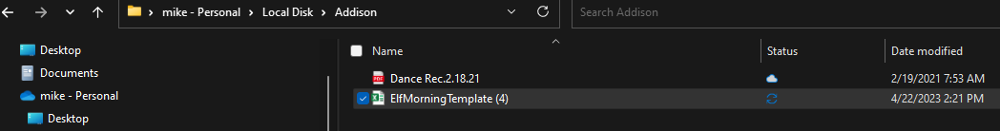 mike - Personal > Local Disk > Addison
Search Addison
Desktop
Documents
mike - Personal
Desktop
Name Status Date modified
PDF Dance Rec.2.18.21 2/19/2021 7:53 AM
ElfMorningTemplate (4) 4/22/2023 2:21 PM